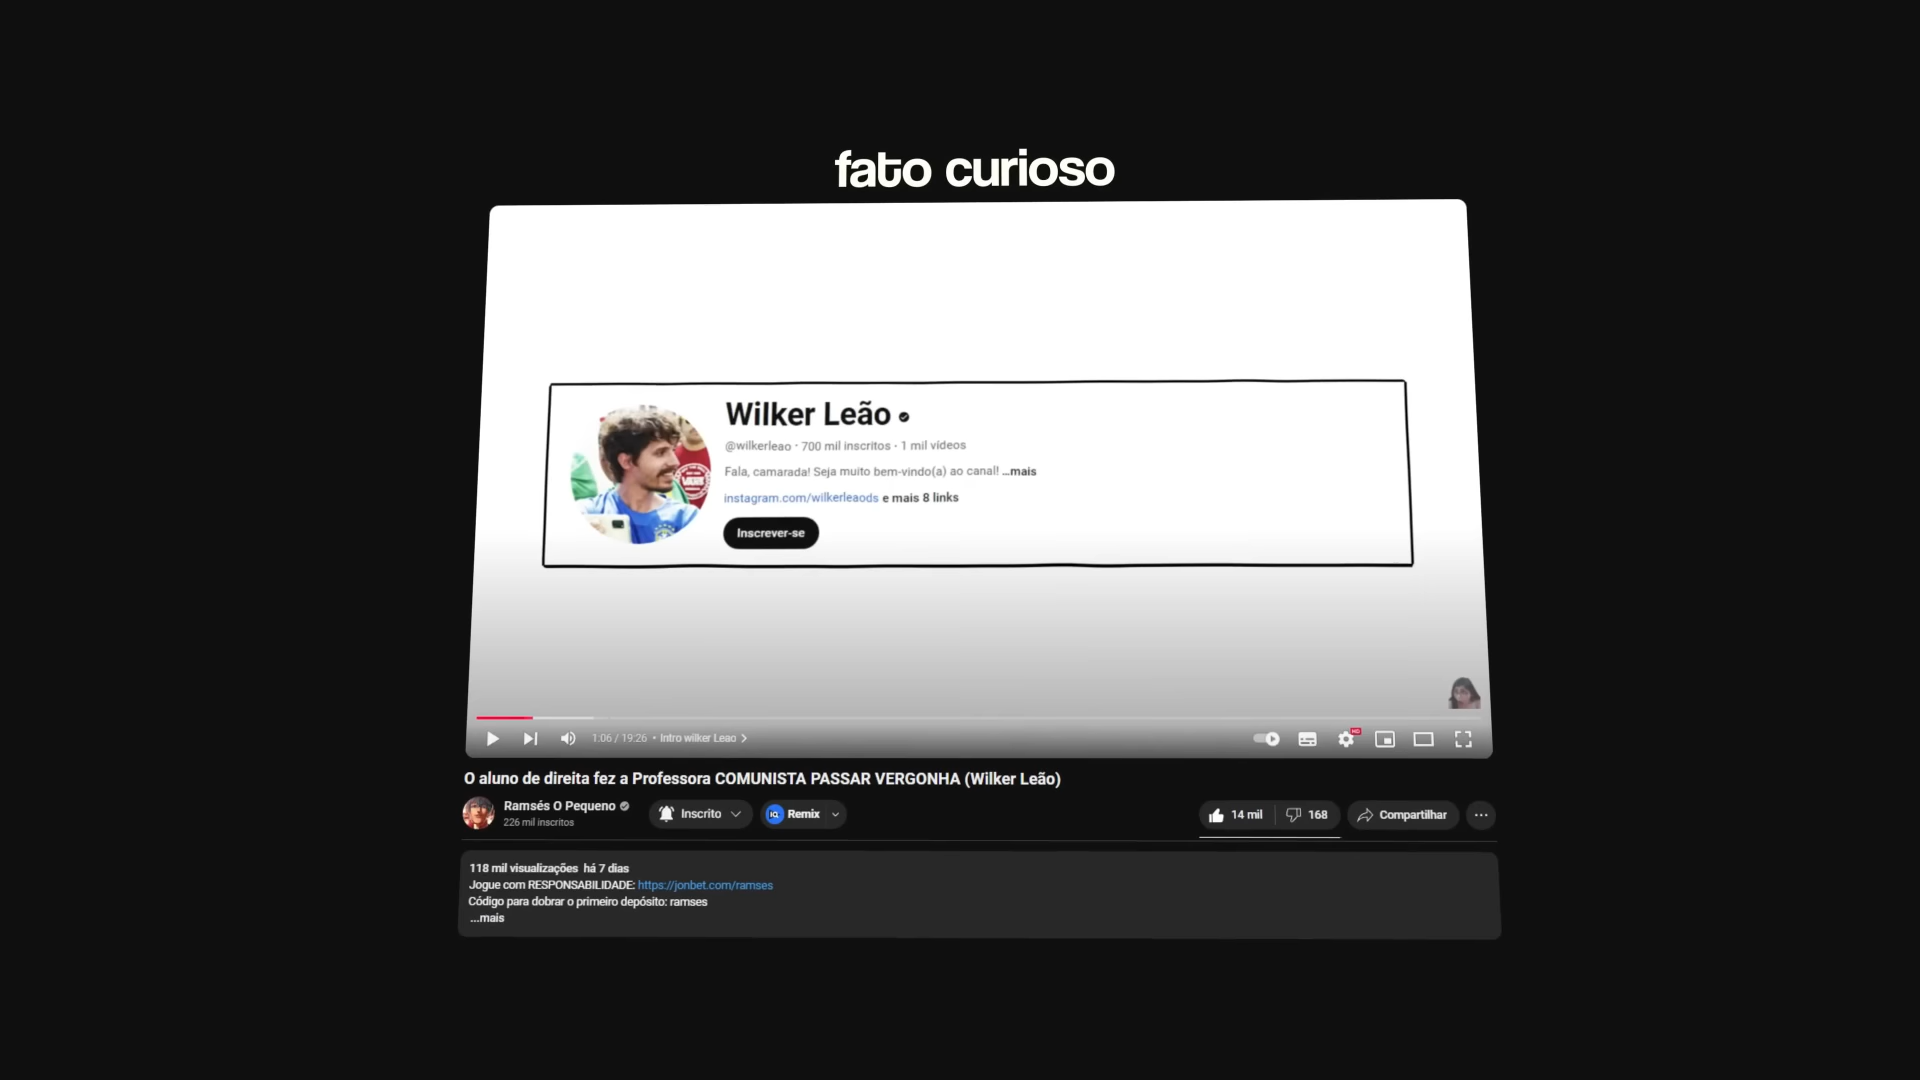 fato curioso
Wilker Leão
@wilkerleao · 700 mil inscritos · 1 mil vídeos
Fala, camarada! Seja muito bem-vindo(a) ao canal! ...mais
instagram.com/wilkerleaods e mais 8 links
Inscrever-se
VANS
1:06 / 19:26 • Intro wilker Leao
HD
O aluno de direita fez a Professora COMUNISTA PASSAR VERGONHA (Wilker Leão)
Ramsés O Pequeno
226 mil inscritos
Inscrito
IQ Remix
14 mil
168
Compartilhar
118 mil visualizações há 7 dias
Jogue com RESPONSABILIDADE: https://jonbet.com/ramses
Código para dobrar o primeiro depósito: ramses
...mais